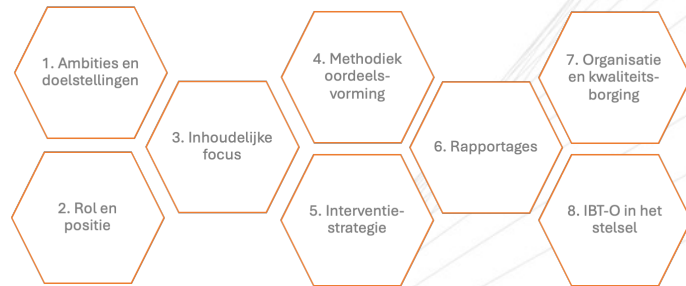 1. Ambities en
doelstellingen
2. Rol en
positie
3. Inhoudelijke
focus
4. Methodiek
oordeels-
vorming
5. Interventie-
strategie
6. Rapportages
7. Organisatie
en kwaliteits-
borging
8. IBT-O in het
stelsel